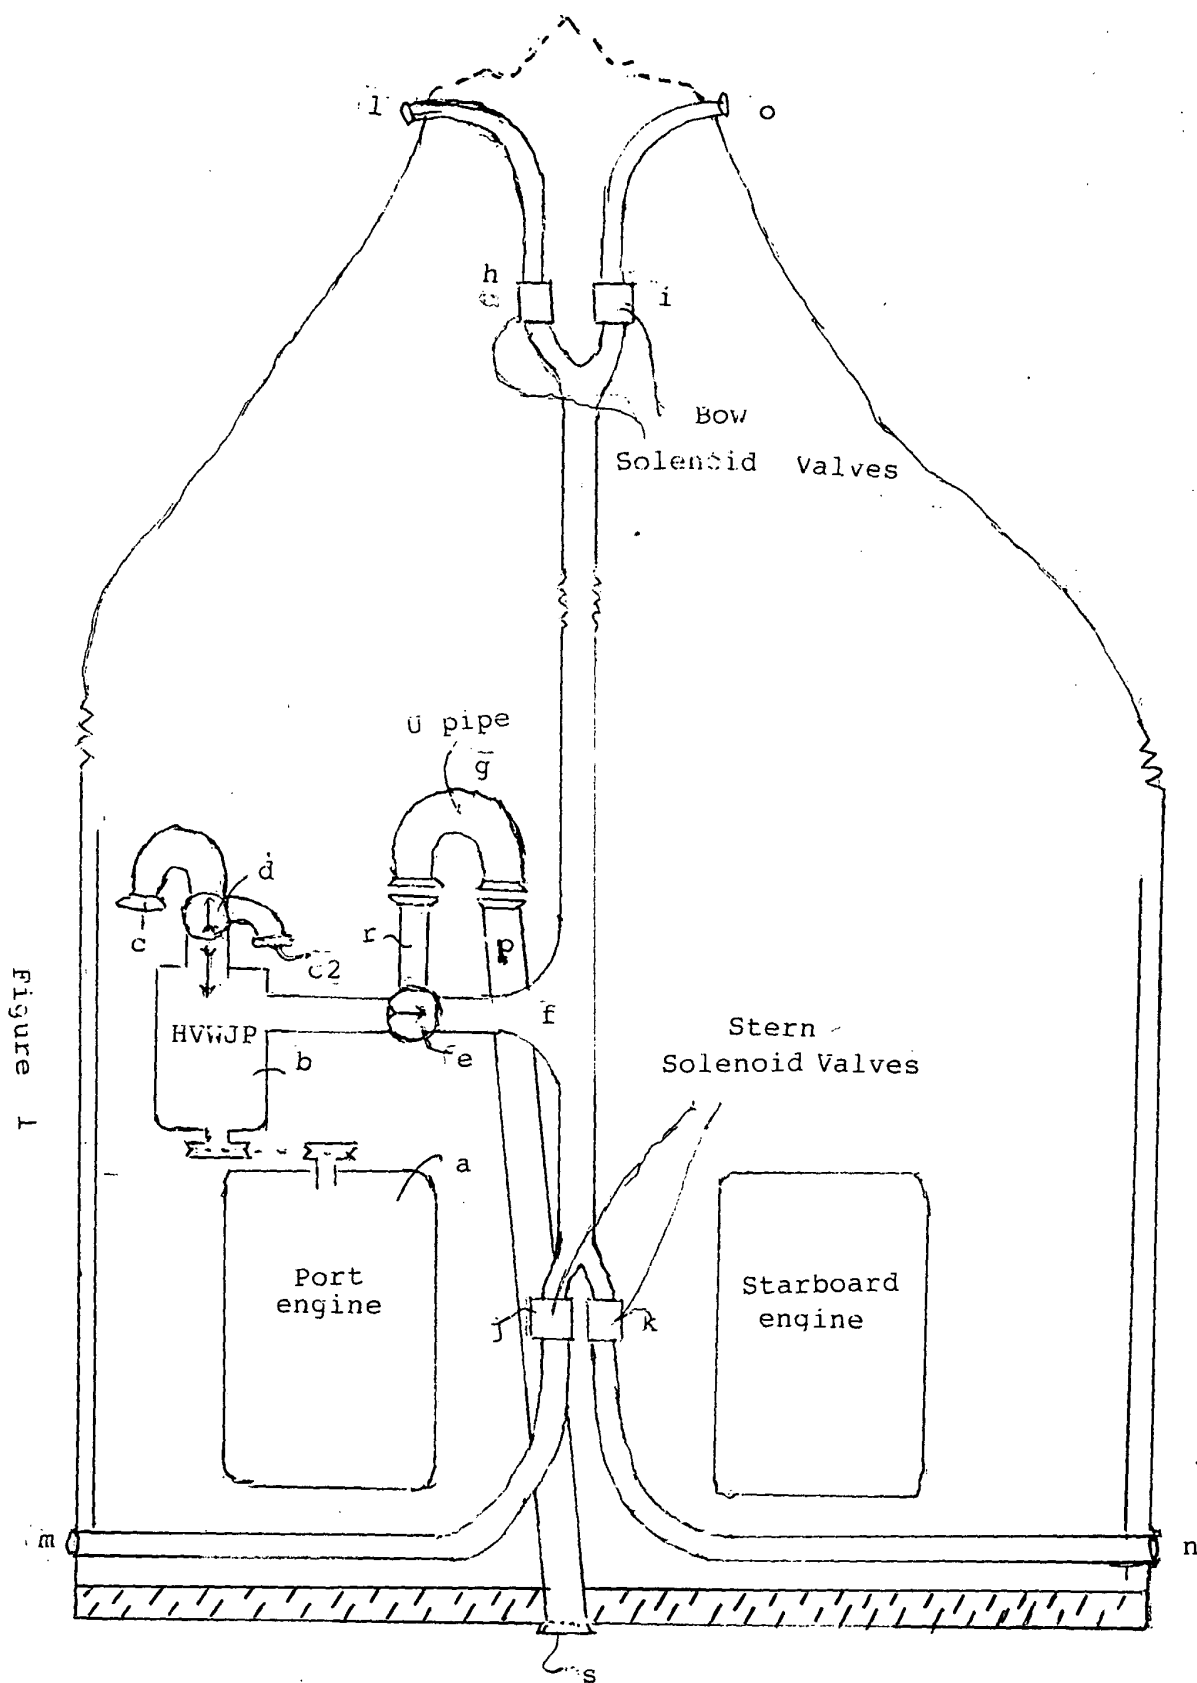 l
o
h
i
Bow
Solenoid Valves
U pipe
g
d
c
c2
r
p
f
HVWJP
b
e
Stern
Solenoid Valves
a
Port
engine
Starboard
engine
j
k
m
n
s
Figure 1